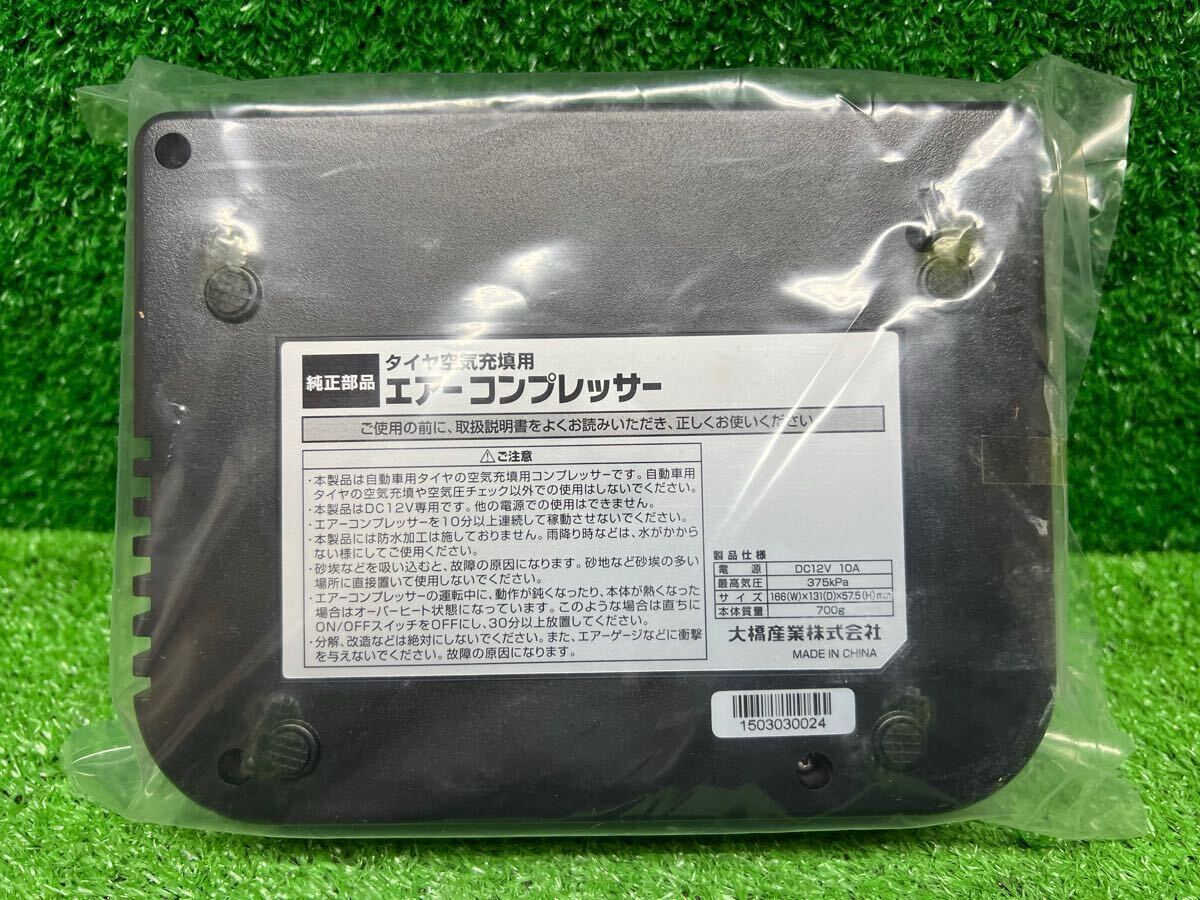 純正部品
タイヤ空気充填用
エアーコンプレッサー
ご使用の前に、取扱説明書をよくお読みいただき、正しくお使いください
⚠ご注意
・本製品は自動車用タイヤの空気充填用コンプレッサーです。自動車用
タイヤの空気充填や空気圧チェック以外での使用はしないでください。
・本製品はDC12V専用です。他の電源での使用はできません。
・エアーコンプレッサーを10分以上連続して稼動させないでください。
・本製品には防水加工は施しておりません。雨降り時などは、水がかから
ない様にしてご使用ください。
・砂埃などを吸い込むと、故障の原因になります。砂地など砂埃の多い
場所に直接置いて使用しないでください。
・エアーコンプレッサーの運転中に、動作が鈍くなったり、本体が熱くなった
場合はオーバーヒート状態になっています。このような場合は直ちに
ON/OFFスイッチをOFFにし、30分以上放置してください。
・分解、改造などは絶対にしないでください。また、エアーゲージなどに衝撃
を与えないでください。故障の原因になります。
製品仕様
電源 DC12V 10A
最高気圧 375kPa
サイズ 166(W)×131(D)×57.5(H)mm
本体質量 700g
大橋産業株式会社
MADE IN CHINA
1503030024